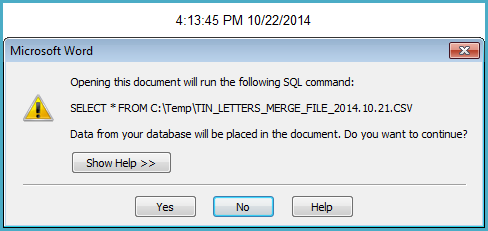 4:13:45 PM 10/22/2014
Microsoft Word
Opening this document will run the following SQL command:
SELECT * FROM C:\Temp\TIN_LETTERS_MERGE_FILE_2014.10.21.CSV
Data from your database will be placed in the document. Do you want to continue?
Show Help >>
Yes No Help